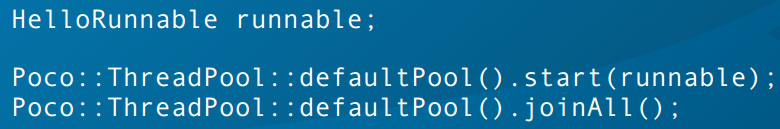 HelloRunnable runnable;
Poco::ThreadPool::defaultPool().start(runnable);
Poco::ThreadPool::defaultPool().joinAll();